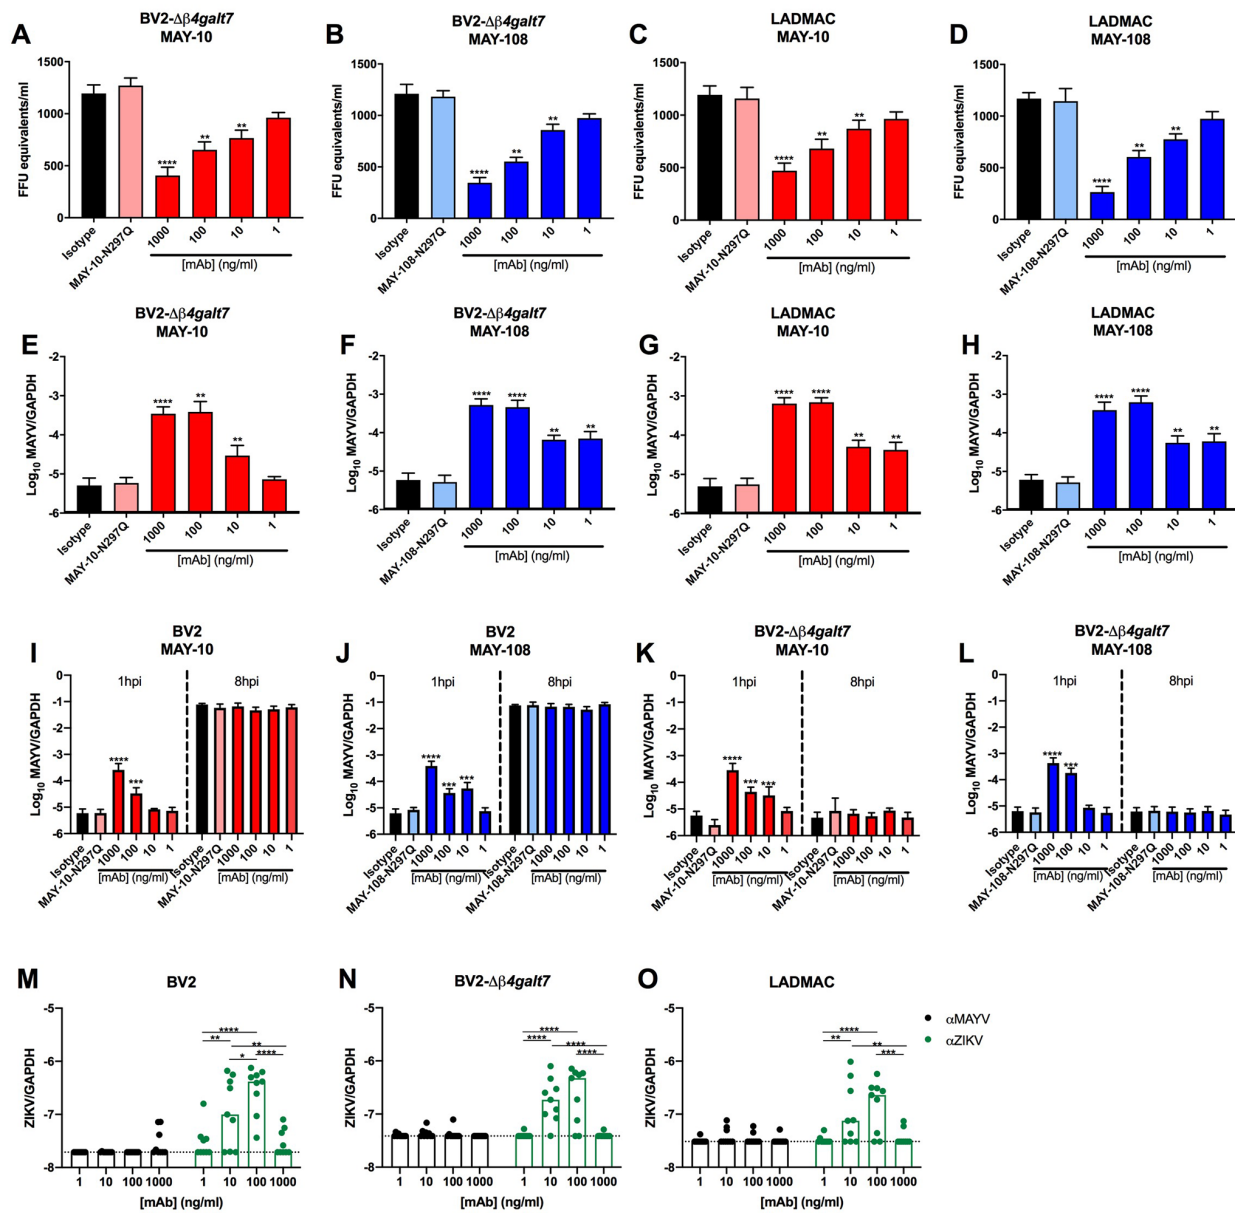 A
BV2-Δβ4galt7
MAY-10
1500
1000
500
0
FFU equivalents/ml
****
**
**
Isotype
MAY-10-N297Q
1000
100
10
1
[mAb] (ng/ml)
B
BV2-Δβ4galt7
MAY-108
1500
1000
500
0
FFU equivalents/ml
****
**
**
Isotype
MAY-108-N297Q
1000
100
10
1
[mAb] (ng/ml)
C
LADMAC
MAY-10
1500
1000
500
0
FFU equivalents/ml
****
**
**
Isotype
MAY-10-N297Q
1000
100
10
1
[mAb] (ng/ml)
D
LADMAC
MAY-108
1500
1000
500
0
FFU equivalents/ml
****
**
**
Isotype
MAY-108-N297Q
1000
100
10
1
[mAb] (ng/ml)
E
BV2-Δβ4galt7
MAY-10
-2
-3
-4
-5
-6
Log10 MAYV/GAPDH
****
**
**
Isotype
MAY-10-N297Q
1000
100
10
1
[mAb] (ng/ml)
F
BV2-Δβ4galt7
MAY-108
-2
-3
-4
-5
-6
Log10 MAYV/GAPDH
****
****
**
**
Isotype
MAY-108-N297Q
1000
100
10
1
[mAb] (ng/ml)
G
LADMAC
MAY-10
-2
-3
-4
-5
-6
Log10 MAYV/GAPDH
****
****
**
**
Isotype
MAY-10-N297Q
1000
100
10
1
[mAb] (ng/ml)
H
LADMAC
MAY-108
-2
-3
-4
-5
-6
Log10 MAYV/GAPDH
****
****
**
**
Isotype
MAY-108-N297Q
1000
100
10
1
[mAb] (ng/ml)
I
BV2
MAY-10
1hpi
8hpi
0
-1
-2
-3
-4
-5
-6
Log10 MAYV/GAPDH
****
***
Isotype
MAY-10-N297Q
1000
100
10
1
[mAb] (ng/ml)
Isotype
MAY-10-N297Q
1000
100
10
1
[mAb] (ng/ml)
J
BV2
MAY-108
1hpi
8hpi
0
-1
-2
-3
-4
-5
-6
Log10 MAYV/GAPDH
****
***
***
Isotype
MAY-108-N297Q
1000
100
10
1
[mAb] (ng/ml)
Isotype
MAY-108-N297Q
1000
100
10
1
[mAb] (ng/ml)
K
BV2-Δβ4galt7
MAY-10
1hpi
8hpi
0
-1
-2
-3
-4
-5
-6
Log10 MAYV/GAPDH
****
***
***
Isotype
MAY-10-N297Q
1000
100
10
1
[mAb] (ng/ml)
Isotype
MAY-10-N297Q
1000
100
10
1
[mAb] (ng/ml)
L
BV2-Δβ4galt7
MAY-108
1hpi
8hpi
0
-1
-2
-3
-4
-5
-6
Log10 MAYV/GAPDH
****
***
Isotype
MAY-108-N297Q
1000
100
10
1
[mAb] (ng/ml)
Isotype
MAY-108-N297Q
1000
100
10
1
[mAb] (ng/ml)
M
BV2
-5
-6
-7
-8
ZIKV/GAPDH
****
**
**
*
****
1 10 100 1000 1 10 100 1000
[mAb] (ng/ml)
N
BV2-Δβ4galt7
-5
-6
-7
-8
ZIKV/GAPDH
****
****
****
****
1 10 100 1000 1 10 100 1000
[mAb] (ng/ml)
O
LADMAC
-5
-6
-7
-8
ZIKV/GAPDH
****
**
**
***
1 10 100 1000 1 10 100 1000
[mAb] (ng/ml)
αMAYV
αZIKV